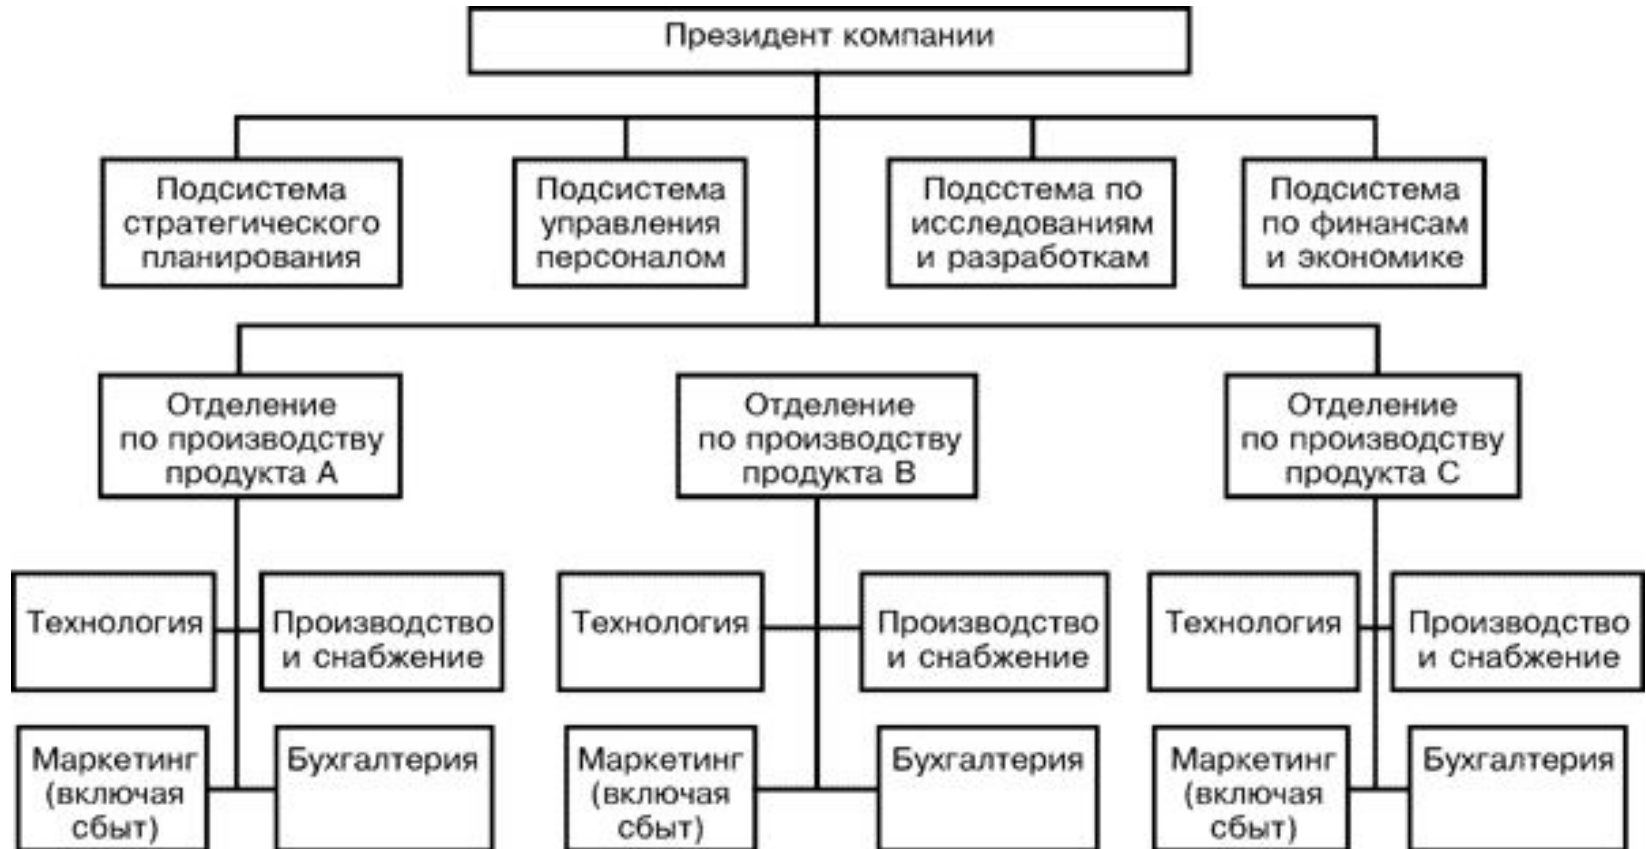 Президент компании
Подсистема
стратегического
планирования
Подсистема
управления
персоналом
Подсстема по
исследованиям
и разработкам
Подсистема
по финансам
и экономике
Отделение
по производству
продукта А
Отделение
по производству
продукта В
Отделение
по производству
продукта С
Технология
Производство
и снабжение
Технология
Производство
и снабжение
Технология
Производство
и снабжение
Маркетинг
(включая
сбыт)
Бухгалтерия
Маркетинг
(включая
сбыт)
Бухгалтерия
Маркетинг
(включая
сбыт)
Бухгалтерия